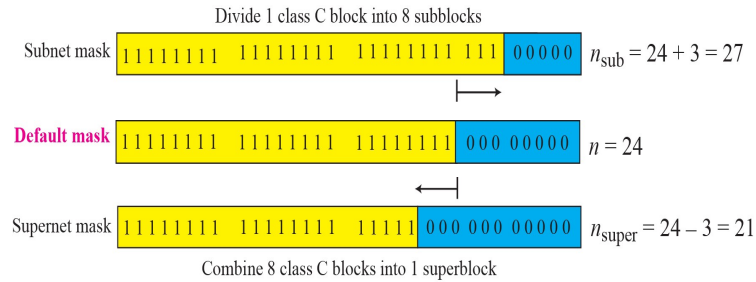 Divide 1 class C block into 8 subblocks
Subnet mask 11111111 11111111 11111111 111 00000 n_sub = 24 + 3 = 27
Default mask 11111111 11111111 11111111 000 00000 n = 24
Supernet mask 11111111 11111111 11111 000 000 00000 n_super = 24 – 3 = 21
Combine 8 class C blocks into 1 superblock